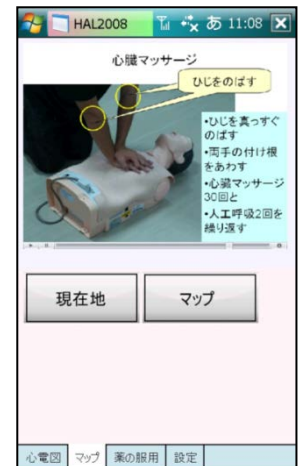 HAL2008
あ 11:08
心臓マッサージ
ひじをのばす
•ひじを真っすぐ
のばす
•両手の付け根
をあわす
•心臓マッサージ
30回と
•人工呼吸2回を
繰り返す
現在地
マップ
心電図
マップ
薬の服用
設定